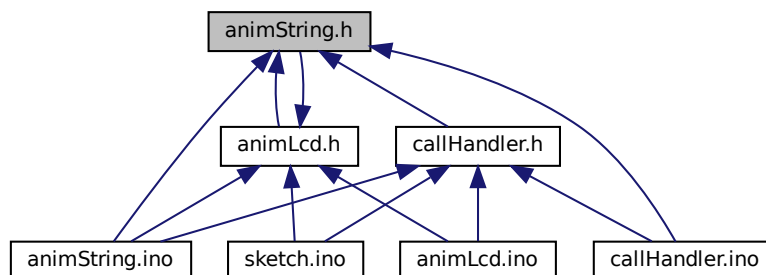 animString.h
animLcd.h
callHandler.h
animString.ino
sketch.ino
animLcd.ino
callHandler.ino